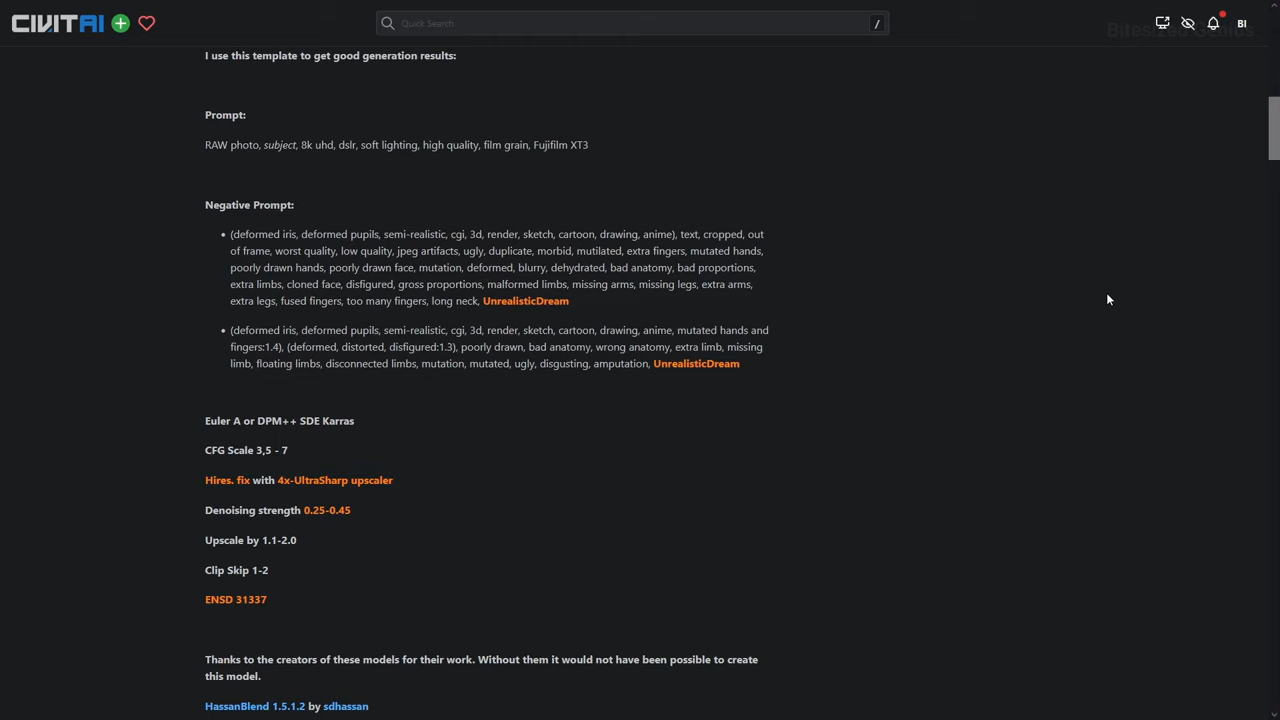 CIVITAI
Quick Search
/
BI
Bitesized Genius
I use this template to get good generation results:
Prompt:
RAW photo, subject, 8k uhd, dslr, soft lighting, high quality, film grain, Fujifilm XT3
Negative Prompt:
• (deformed iris, deformed pupils, semi-realistic, cgi, 3d, render, sketch, cartoon, drawing, anime), text, cropped, out
of frame, worst quality, low quality, jpeg artifacts, ugly, duplicate, morbid, mutilated, extra fingers, mutated hands,
poorly drawn hands, poorly drawn face, mutation, deformed, blurry, dehydrated, bad anatomy, bad proportions,
extra limbs, cloned face, disfigured, gross proportions, malformed limbs, missing arms, missing legs, extra arms,
extra legs, fused fingers, too many fingers, long neck, UnrealisticDream
• (deformed iris, deformed pupils, semi-realistic, cgi, 3d, render, sketch, cartoon, drawing, anime, mutated hands and
fingers:1.4), (deformed, distorted, disfigured:1.3), poorly drawn, bad anatomy, wrong anatomy, extra limb, missing
limb, floating limbs, disconnected limbs, mutation, mutated, ugly, disgusting, amputation, UnrealisticDream
Euler A or DPM++ SDE Karras
CFG Scale 3,5 - 7
Hires. fix with 4x-UltraSharp upscaler
Denoising strength 0.25-0.45
Upscale by 1.1-2.0
Clip Skip 1-2
ENSD 31337
Thanks to the creators of these models for their work. Without them it would not have been possible to create
this model.
HassanBlend 1.5.1.2 by sdhassan